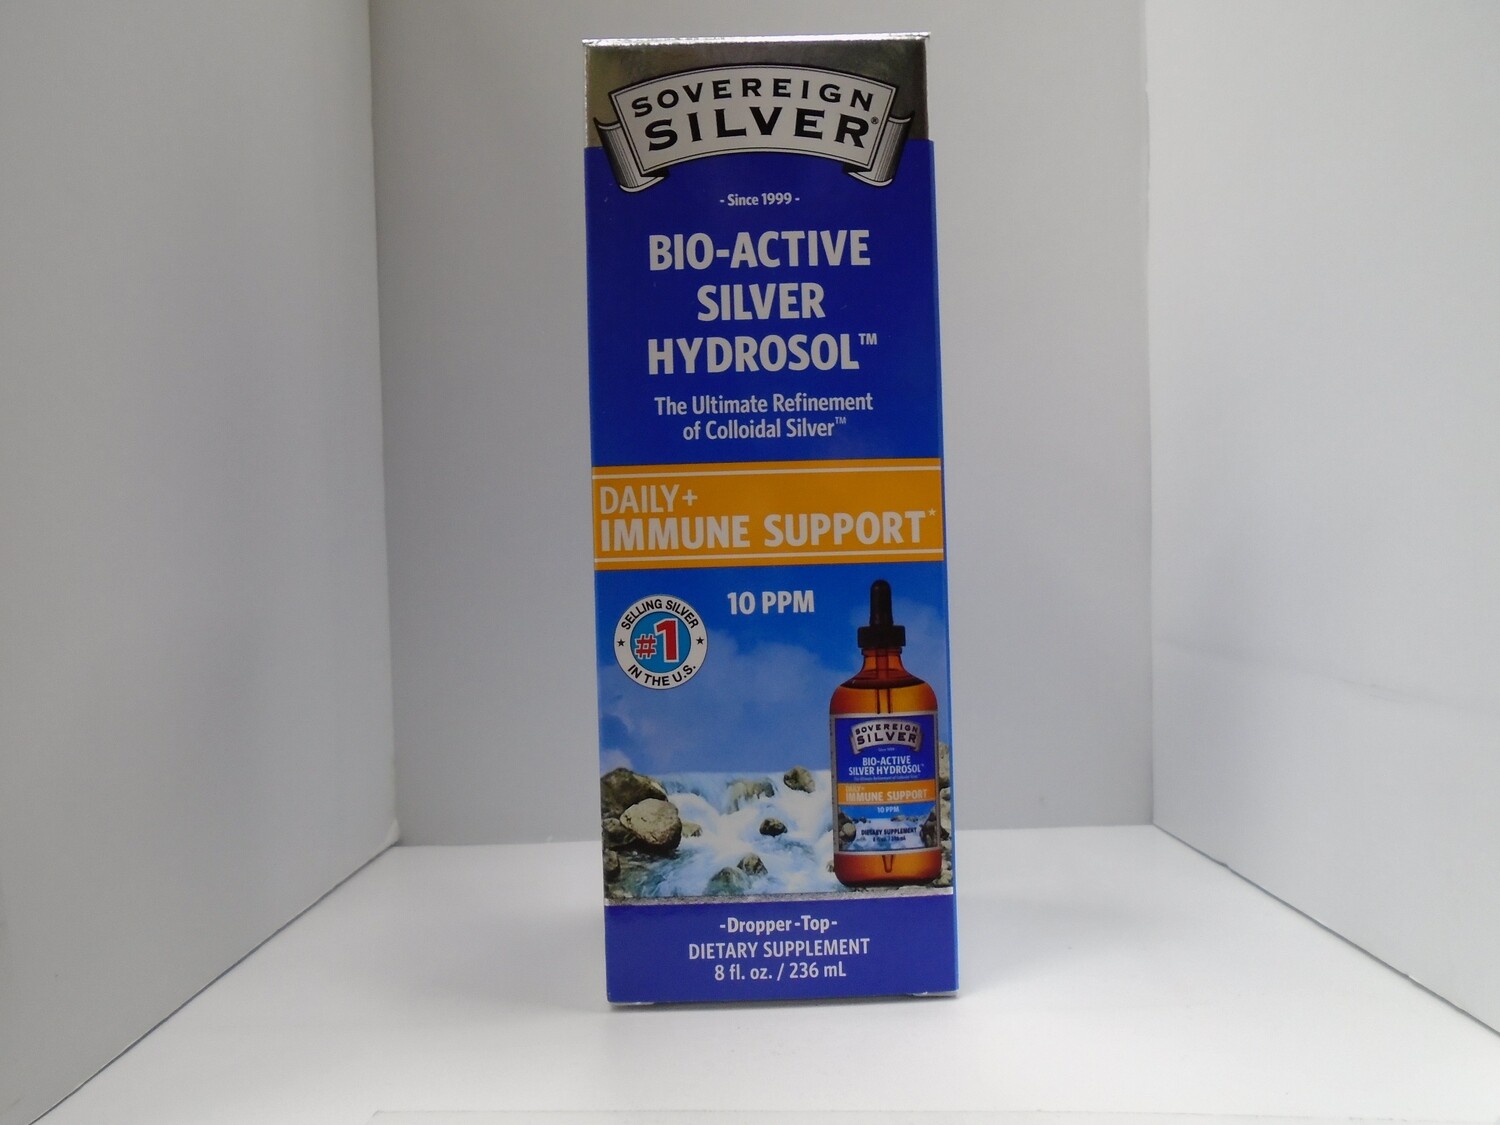 SOVEREIGN
SILVER®
- Since 1999 -
BIO-ACTIVE
SILVER
HYDROSOL™
The Ultimate Refinement
of Colloidal Silver™
DAILY+
IMMUNE SUPPORT*
10 PPM
SELLING SILVER
#1
IN THE U.S.
SOVEREIGN
SILVER
BIO-ACTIVE
SILVER HYDROSOL™
DAILY+
IMMUNE SUPPORT
10 PPM
DIETARY SUPPLEMENT
-Dropper-Top-
DIETARY SUPPLEMENT
8 fl. oz. / 236 mL